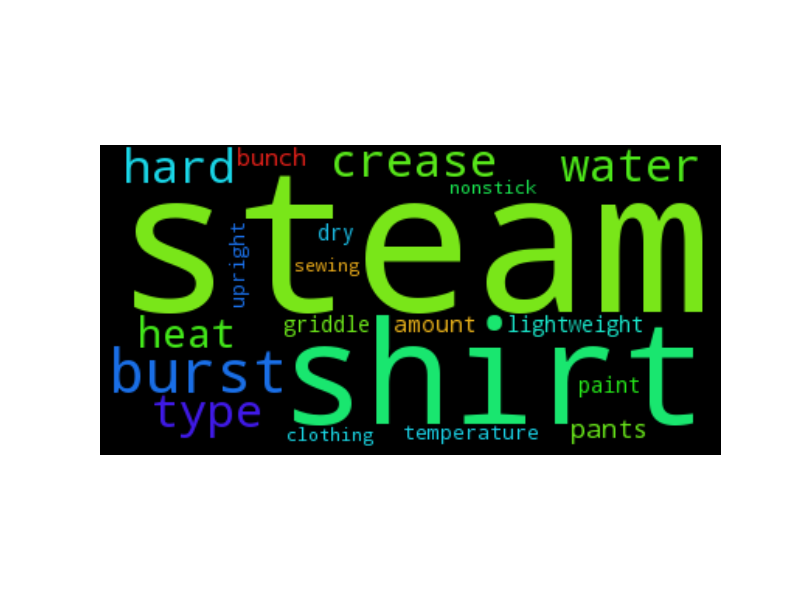 hard bunch crease water
nonstick
steam
upright
dry
sewing
heat griddle amount lightweight
shirt
burst
paint
type
clothing temperature pants